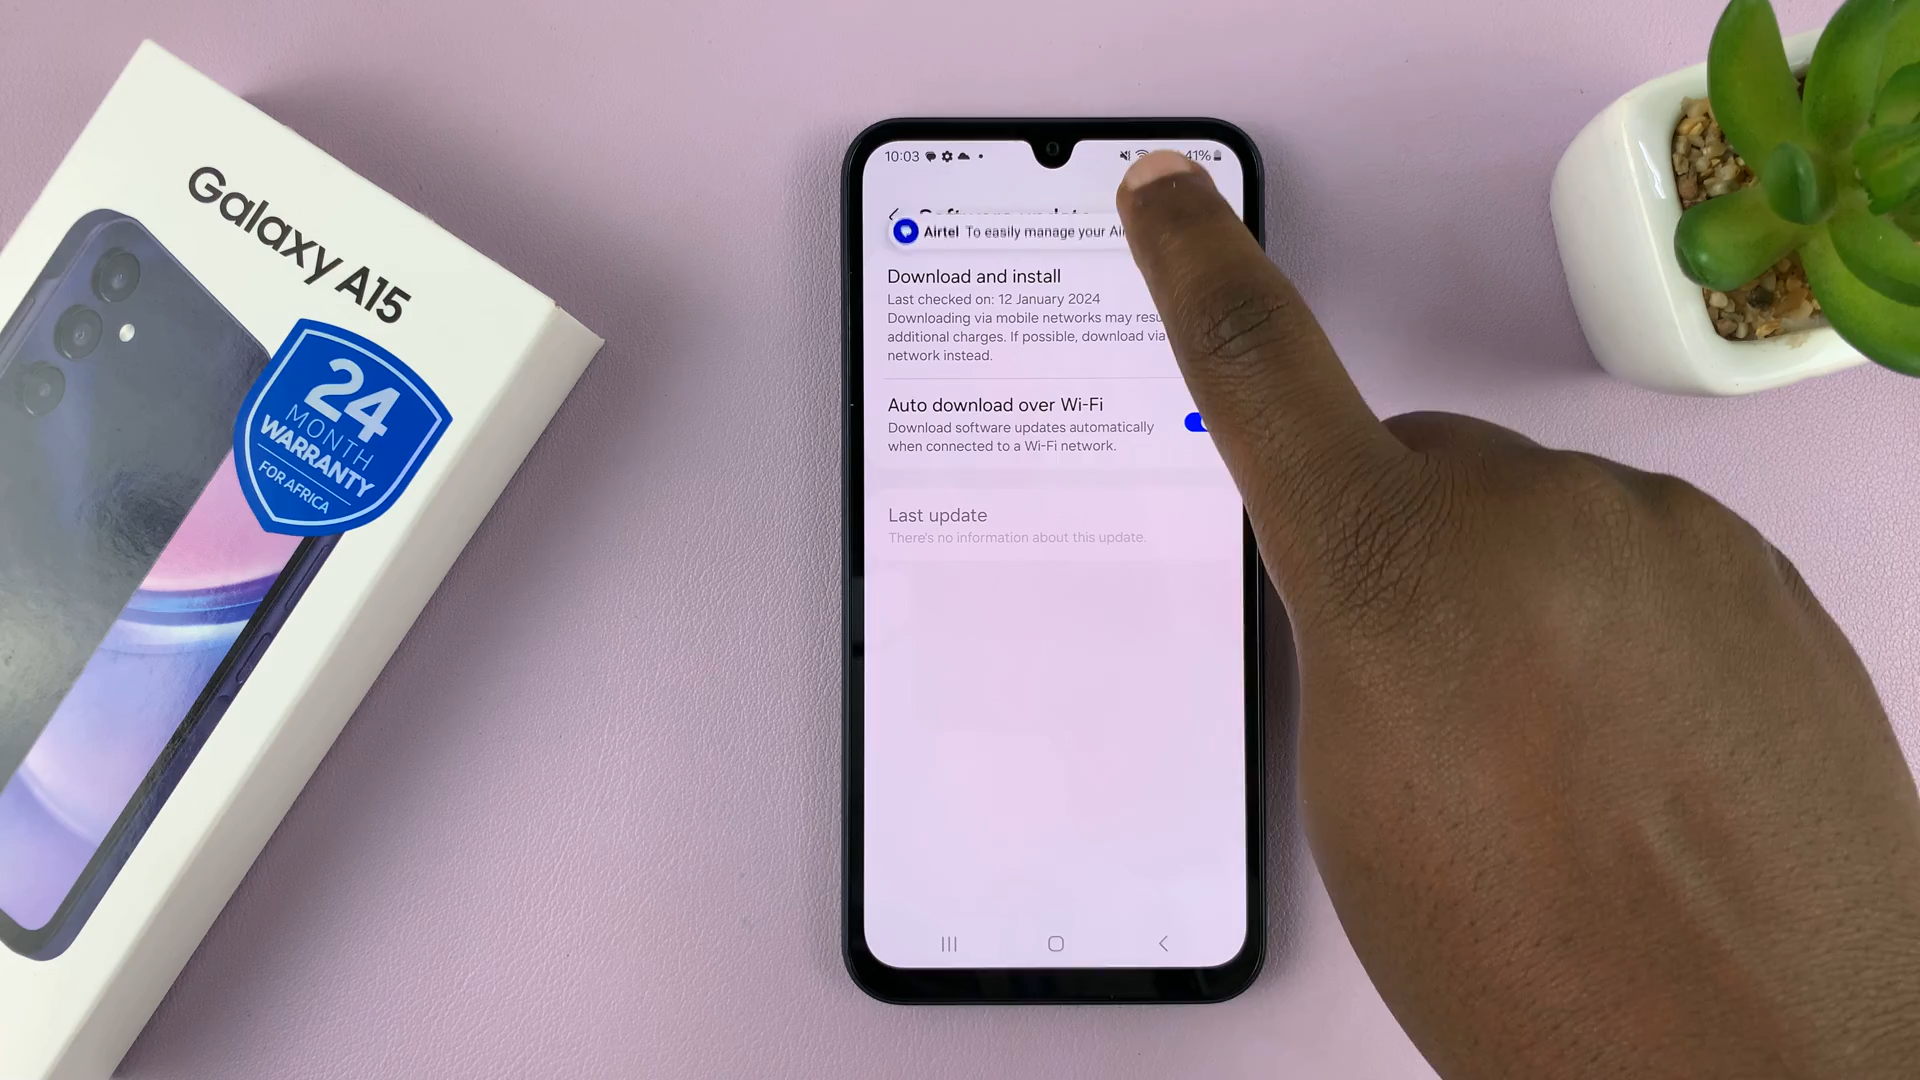 Galaxy A15
24
MONTH
WARRANTY
FOR AFRICA
10:03
41%
Software update
Airtel To easily manage your
Download and install
Last checked on: 12 January 2024
Downloading via mobile networks may
additional charges. If possible, download via
network instead.
Auto download over Wi-Fi
Download software updates automatically
when connected to a Wi-Fi network.
Last update
There's no information about this update.